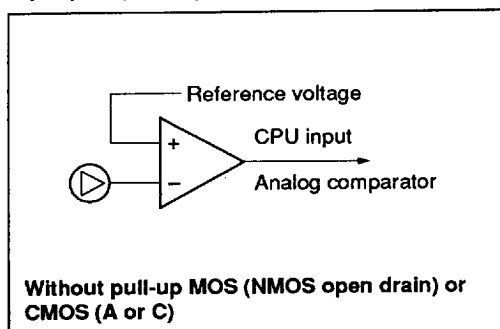 Reference voltage
+
CPU input
−
Analog comparator
Without pull-up MOS (NMOS open drain) or
CMOS (A or C)